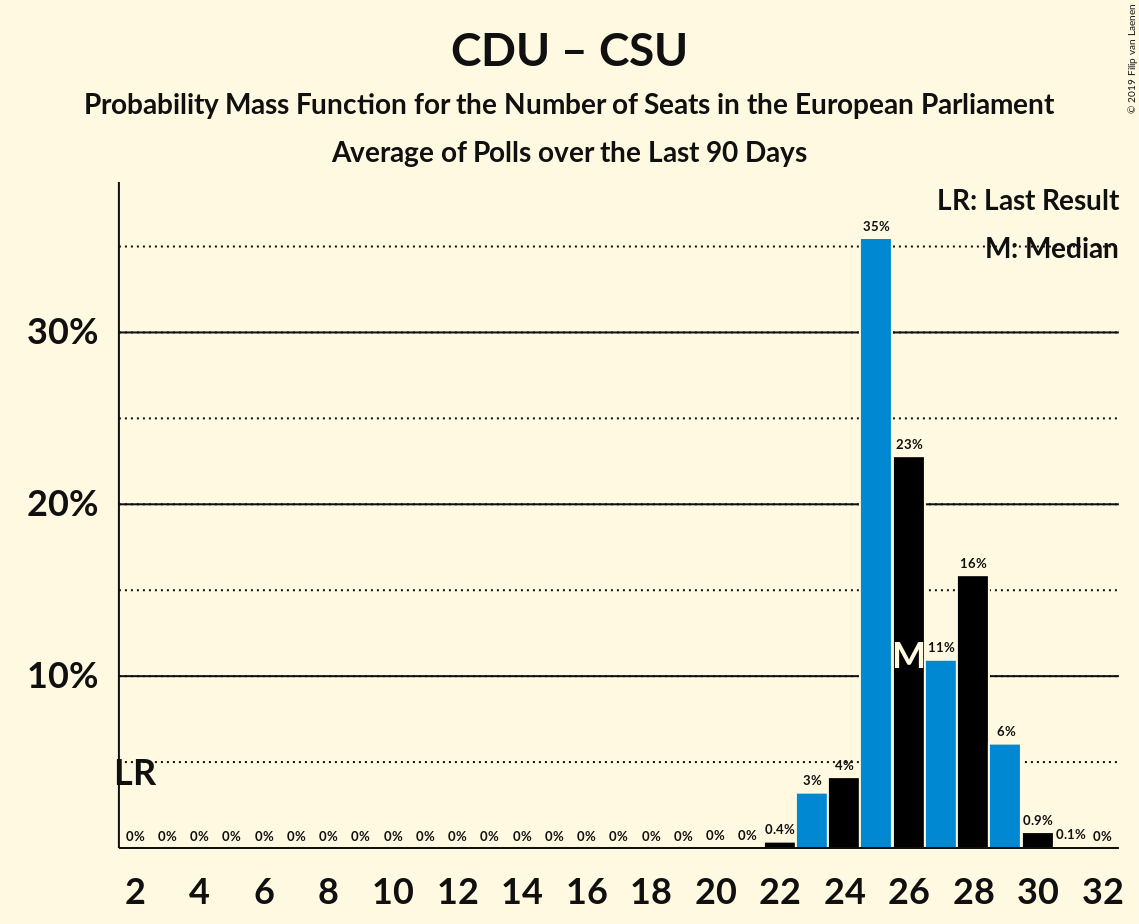 CDU – CSU
Probability Mass Function for the Number of Seats in the European Parliament
Average of Polls over the Last 90 Days
© 2019 Filip van Laenen
LR: Last Result
M: Median
30%
20%
10%
35%
23%
16%
M
11%
6%
4%
3%
LR
0% 0% 0% 0% 0% 0% 0% 0% 0% 0% 0% 0% 0% 0% 0% 0% 0% 0% 0% 0% 0.4% 0.9% 0.1% 0%
2 4 6 8 10 12 14 16 18 20 22 24 26 28 30 32